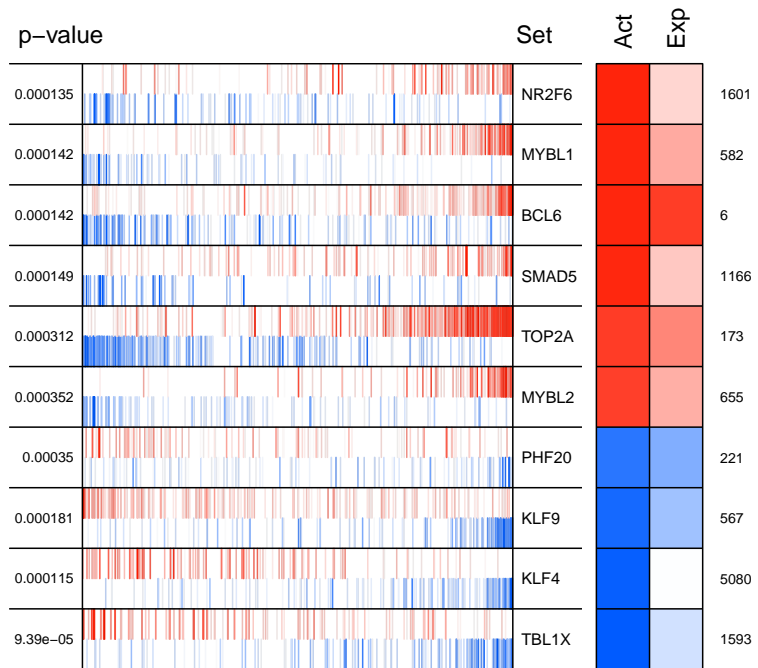 p−value Set Act Exp
0.000135 NR2F6 1601
0.000142 MYBL1 582
0.000142 BCL6 6
0.000149 SMAD5 1166
0.000312 TOP2A 173
0.000352 MYBL2 655
0.00035 PHF20 221
0.000181 KLF9 567
0.000115 KLF4 5080
9.39e−05 TBL1X 1593